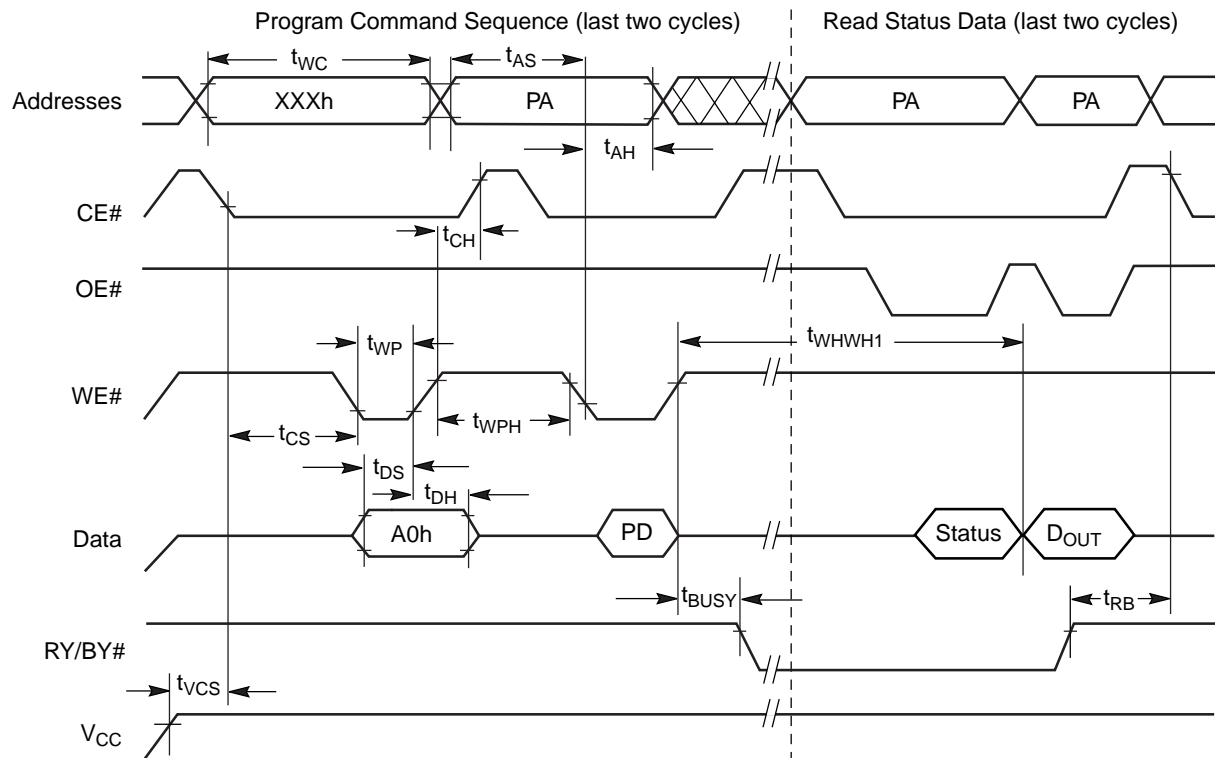 Program Command Sequence (last two cycles)
Read Status Data (last two cycles)
tWC
tAS
Addresses
XXXh
PA
PA
PA
tAH
CE#
tCH
OE#
tWP
tWHWH1
WE#
tWPH
tCS
tDS
tDH
Data
A0h
PD
Status
DOUT
tBUSY
tRB
RY/BY#
tVCS
VCC